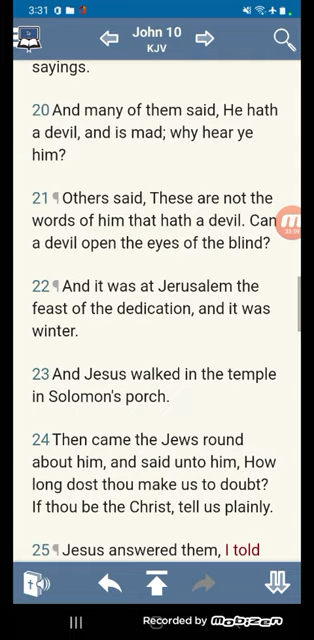 3:31
John 10
KJV
sayings.
20 And many of them said, He hath
a devil, and is mad; why hear ye
him?
21 ¶ Others said, These are not the
words of him that hath a devil. Can
a devil open the eyes of the blind?
22 ¶ And it was at Jerusalem the
feast of the dedication, and it was
winter.
23 And Jesus walked in the temple
in Solomon's porch.
24 Then came the Jews round
about him, and said unto him, How
long dost thou make us to doubt?
If thou be the Christ, tell us plainly.
25 ¶ Jesus answered them, I told
Recorded by Mobizen